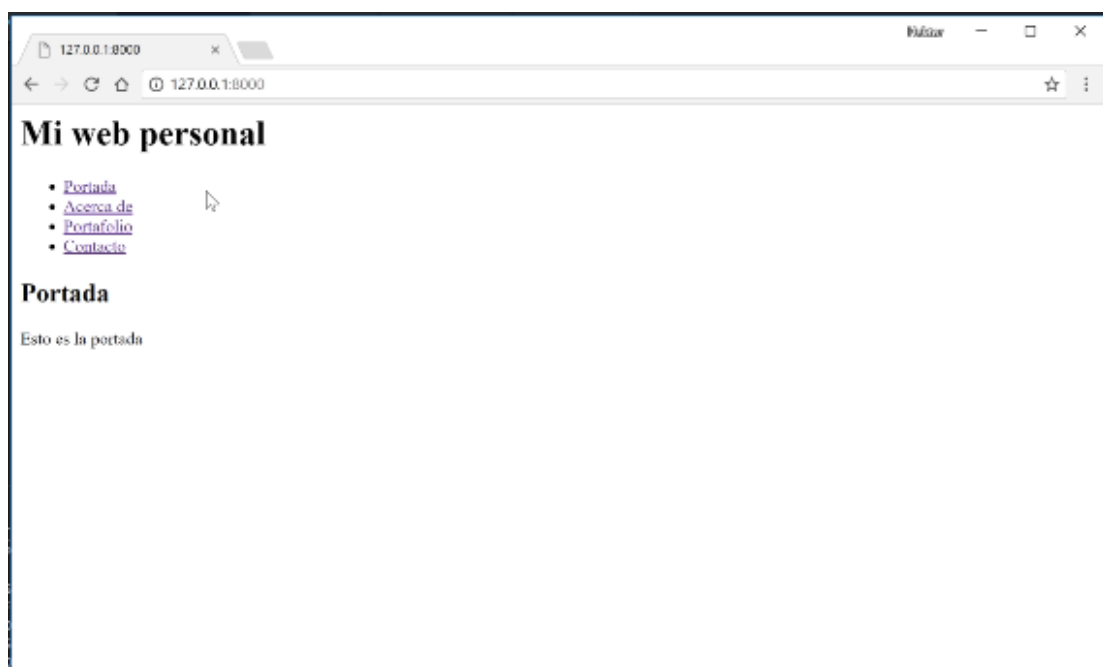 127.0.0.1:8000
127.0.0.1:8000
Mi web personal
Portada
Acerca de
Portafolio
Contacto
Portada
Esto es la portada